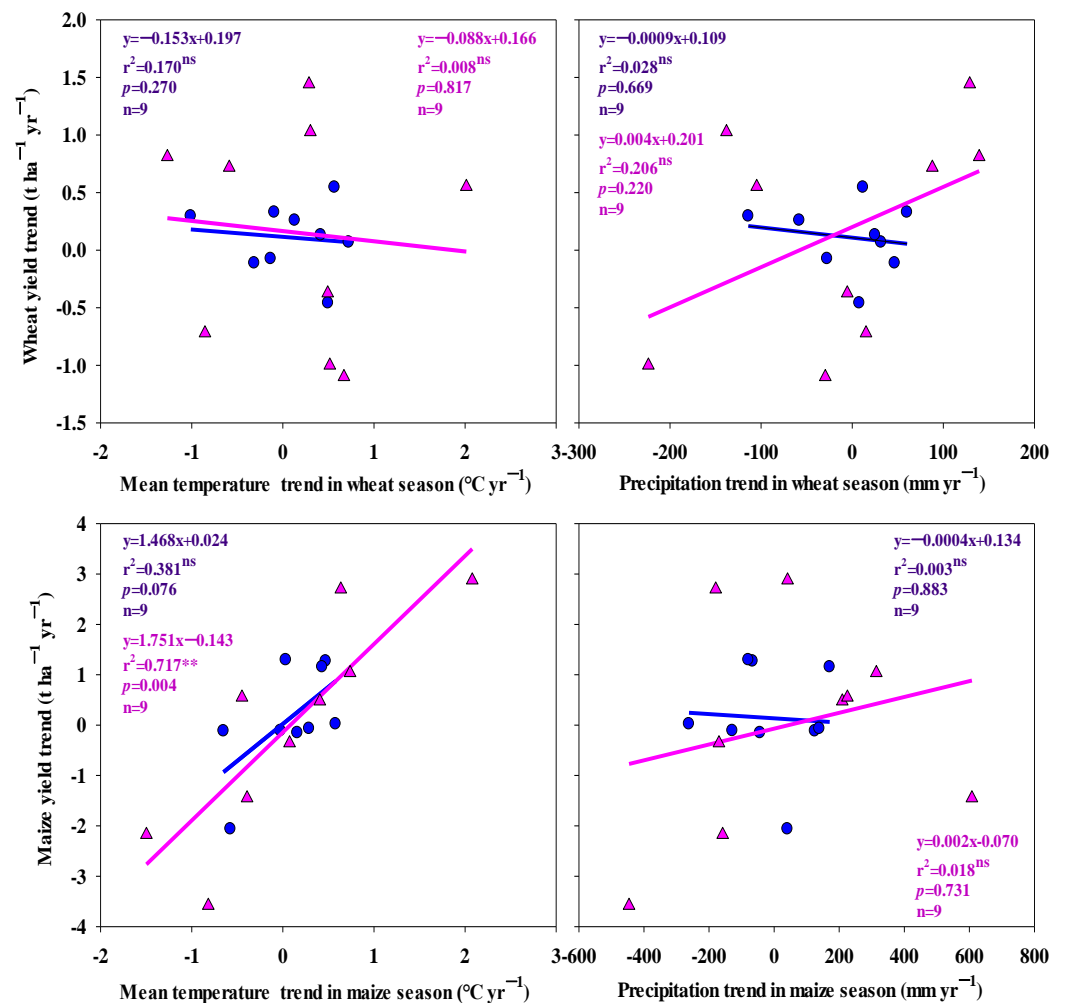 2.0
1.5
1.0
0.5
0.0
-0.5
-1.0
-1.5
Wheat yield trend (t ha⁻¹ yr⁻¹)
y=−0.153x+0.197
r²=0.170ⁿˢ
p=0.270
n=9
y=−0.088x+0.166
r²=0.008ⁿˢ
p=0.817
n=9
-2 -1 0 1 2 3
Mean temperature trend in wheat season (°C yr⁻¹)
y=−0.0009x+0.109
r²=0.028ⁿˢ
p=0.669
n=9
y=0.004x+0.201
r²=0.206ⁿˢ
p=0.220
n=9
-300 -200 -100 0 100 200
Precipitation trend in wheat season (mm yr⁻¹)
4
3
2
1
0
-1
-2
-3
-4
Maize yield trend (t ha⁻¹ yr⁻¹)
y=1.468x+0.024
r²=0.381ⁿˢ
p=0.076
n=9
y=1.751x−0.143
r²=0.717**
p=0.004
n=9
-2 -1 0 1 2 3
Mean temperature trend in maize season (°C yr⁻¹)
y=−0.0004x+0.134
r²=0.003ⁿˢ
p=0.883
n=9
y=0.002x-0.070
r²=0.018ⁿˢ
p=0.731
n=9
-600 -400 -200 0 200 400 600 800
Precipitation trend in maize season (mm yr⁻¹)